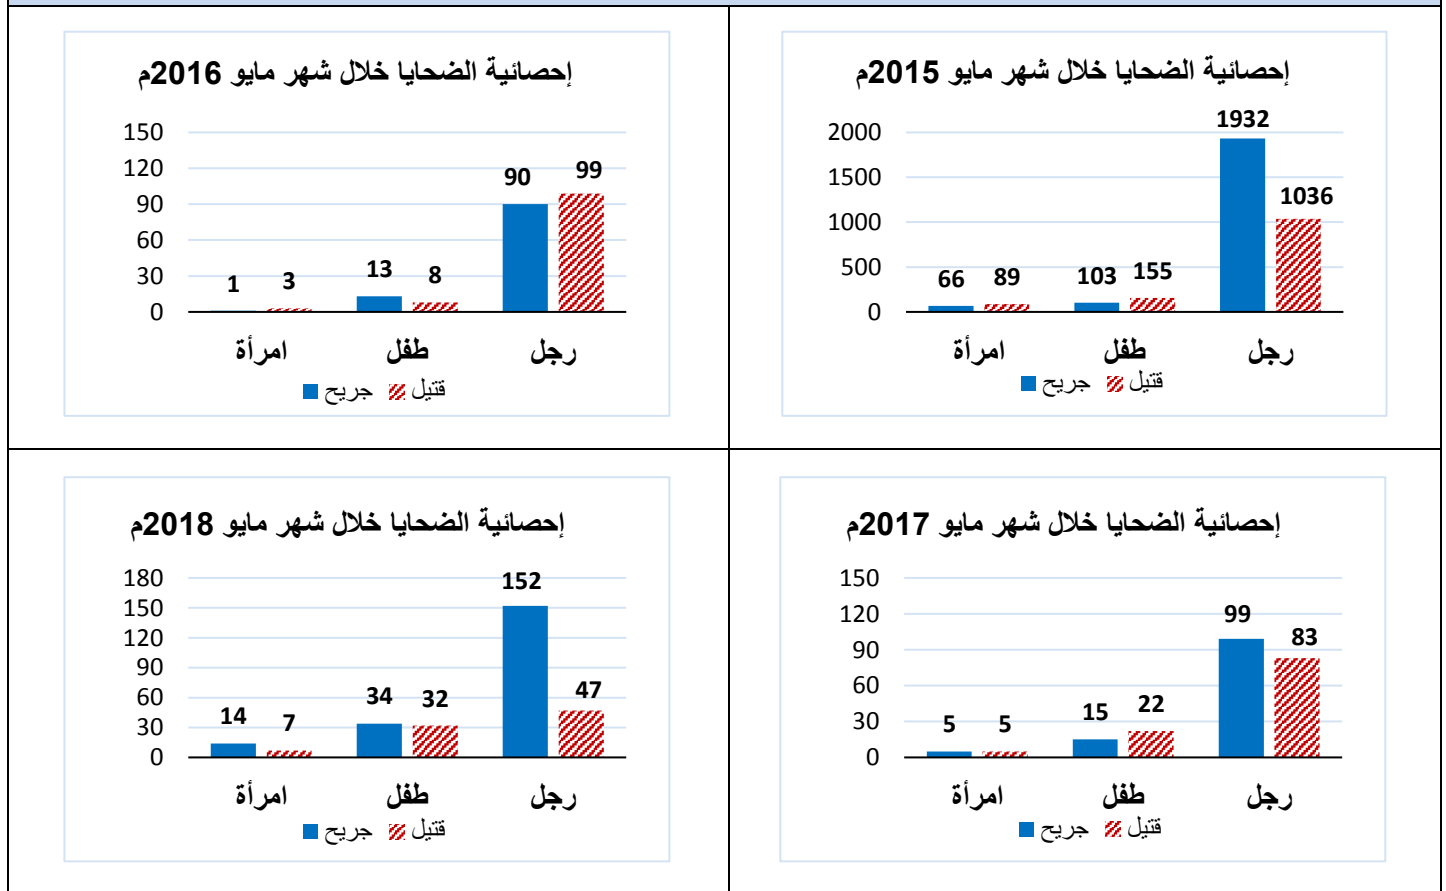 إحصائية الضحايا خلال شهر مايو 2015م
2000
1500
1000
500
0
66 89 103 155 1932 1036
امرأة طفل رجل
جريح قتيل
إحصائية الضحايا خلال شهر مايو 2016م
150
120
90
60
30
0
1 3 13 8 90 99
امرأة طفل رجل
جريح قتيل
إحصائية الضحايا خلال شهر مايو 2017م
150
120
90
60
30
0
5 5 15 22 99 83
امرأة طفل رجل
جريح قتيل
إحصائية الضحايا خلال شهر مايو 2018م
180
150
120
90
60
30
0
14 7 34 32 152 47
امرأة طفل رجل
جريح قتيل